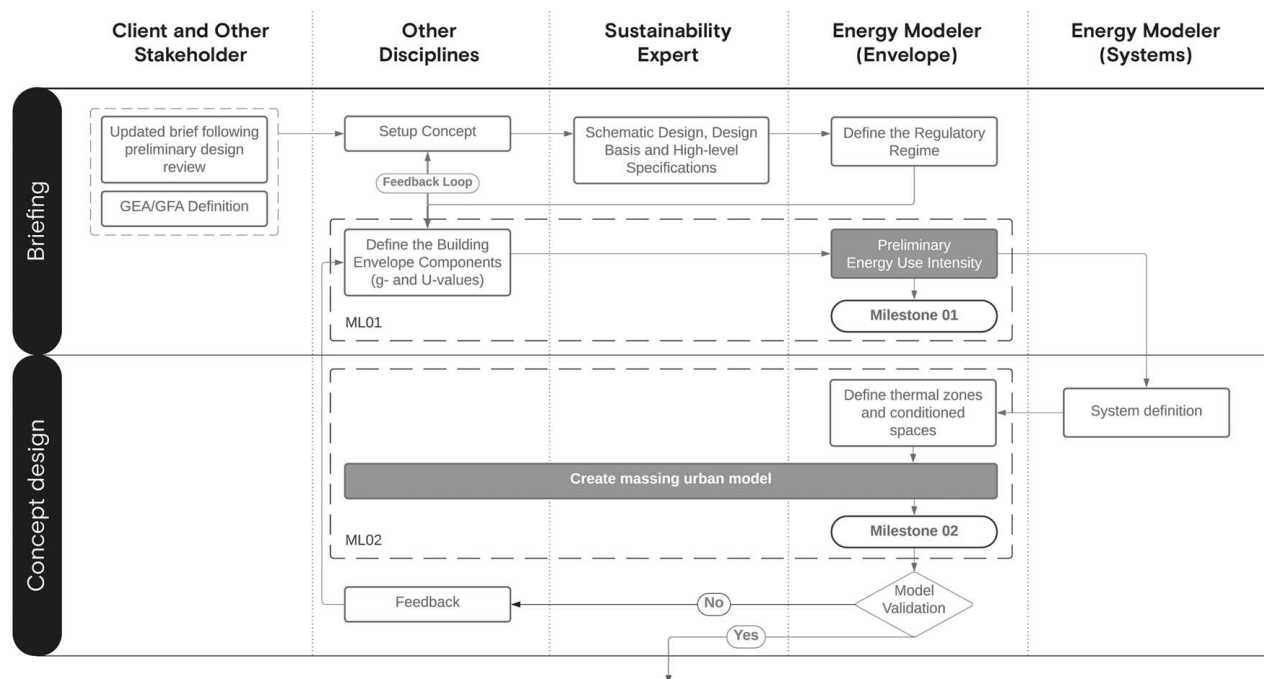 Client and Other
Stakeholder
Other
Disciplines
Sustainability
Expert
Energy Modeler
(Envelope)
Energy Modeler
(Systems)
Briefing
Updated brief following
preliminary design
review
GEA/GFA Definition
Setup Concept
Schematic Design, Design
Basis and High-level
Specifications
Define the Regulatory
Regime
Feedback Loop
Define the Building
Envelope Components
(g- and U-values)
Preliminary
Energy Use Intensity
Milestone 01
ML01
Concept design
Define thermal zones
and conditioned
spaces
System definition
Create massing urban model
Milestone 02
ML02
Model
Validation
Feedback
No
Yes